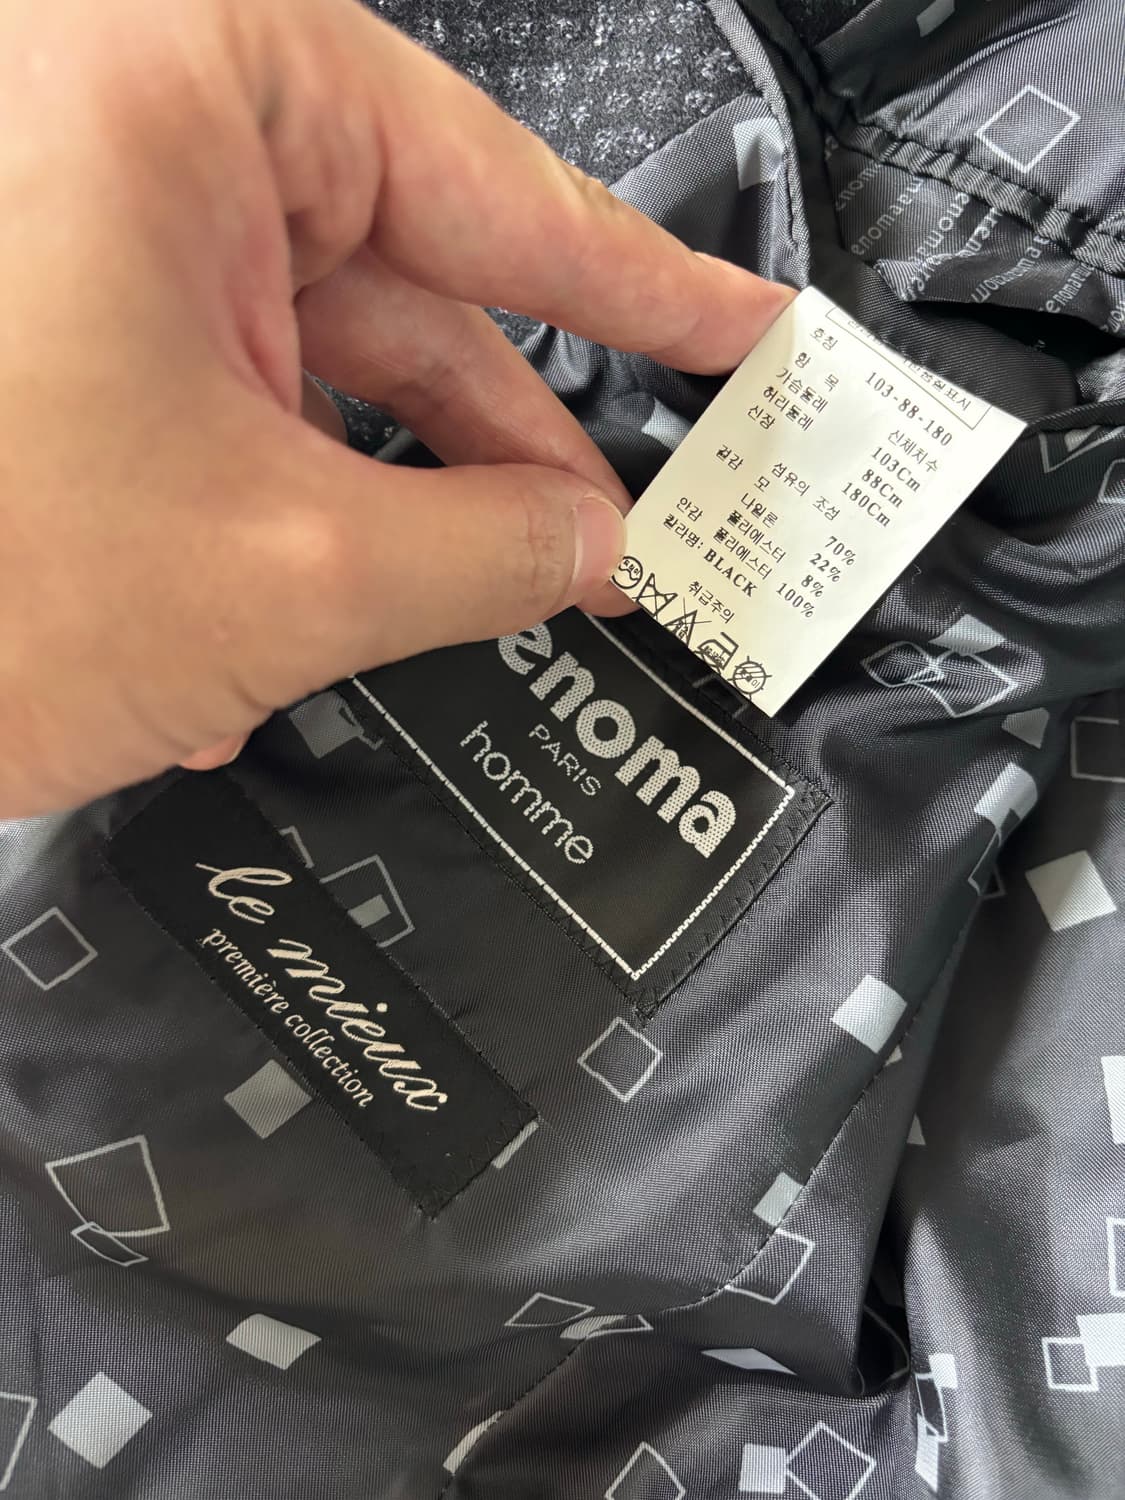 호칭 103-88-180
항 목 신체치수
가슴둘레 103Cm
허리둘레 88Cm
신장 180Cm
섬유의 조성
겉감 모 70%
나일론 22%
폴리에스터 8%
안감 폴리에스터 100%
칼라명: BLACK
취급주의
enoma
PARIS
homme
le mieux
première collection